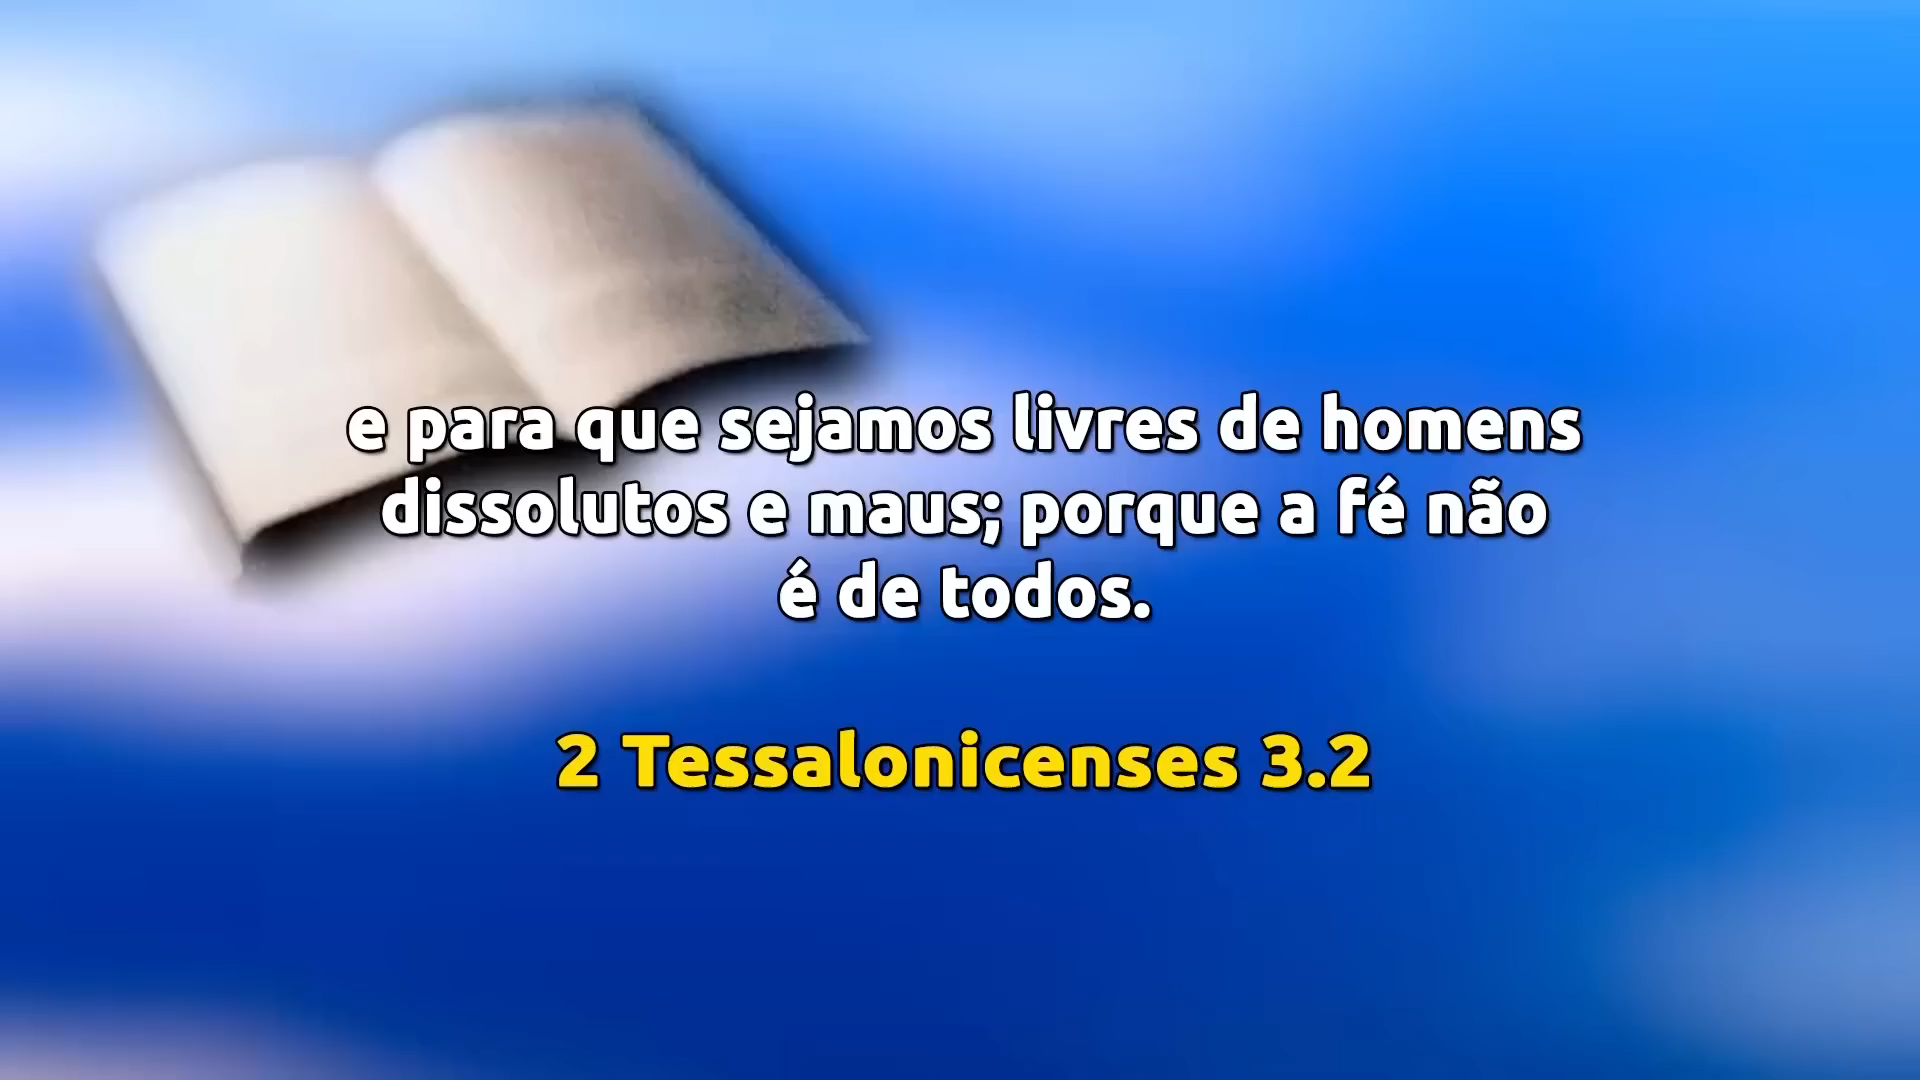 e para que sejamos livres de homens
dissolutos e maus; porque a fé não
é de todos.
2 Tessalonicenses 3.2